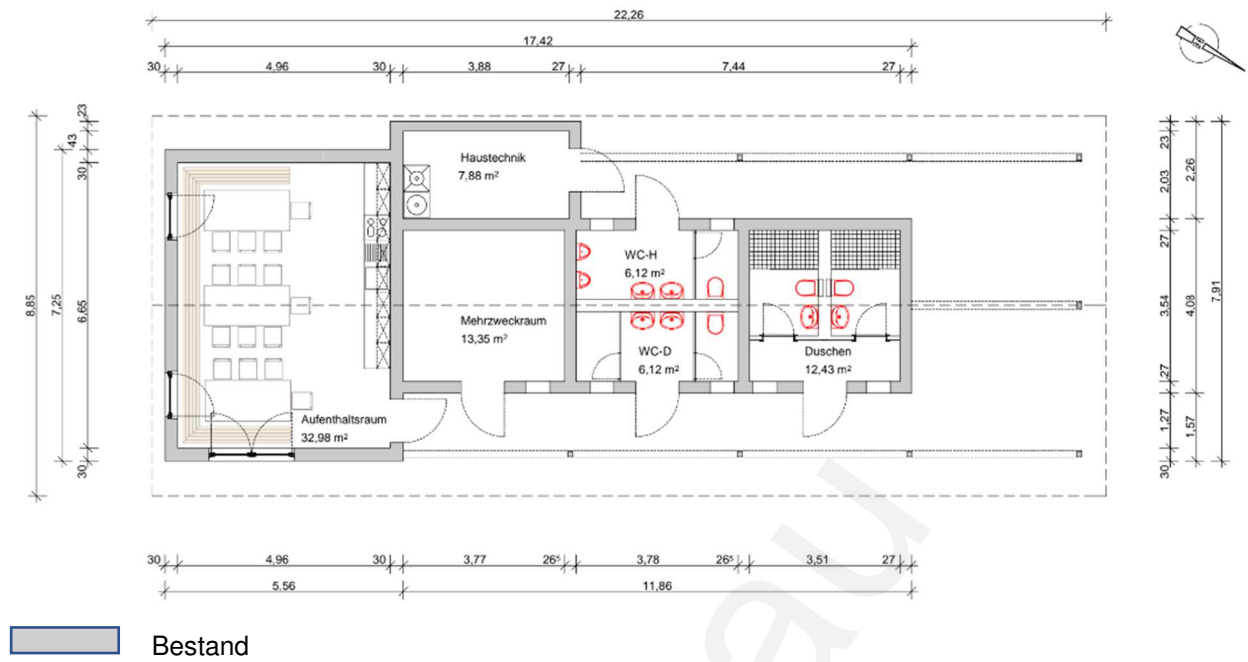 22,26
17,42
30 4,96 30 3,88 27 7,44 27
8,85
7,25
23 43 30 6,65 30
Haustechnik
7,88 m²
WC-H
6,12 m²
Mehrzweckraum
13,35 m²
WC-D
6,12 m²
Duschen
12,43 m²
Aufenthaltsraum
32,98 m²
23 2,03 27 3,54 27 1,27 30
2,26 4,08 1,57
7,91
30 4,96 30 3,77 26⁵ 3,78 26⁵ 3,51 27
5,56 11,86
Bestand
au